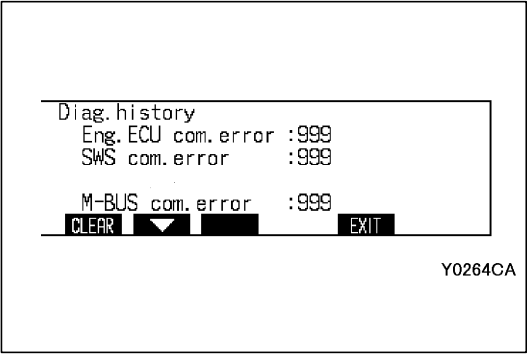 Diag.history
Eng.ECU com.error :999
SWS com.error :999
M-BUS com.error :999
CLEAR EXIT
Y0264CA